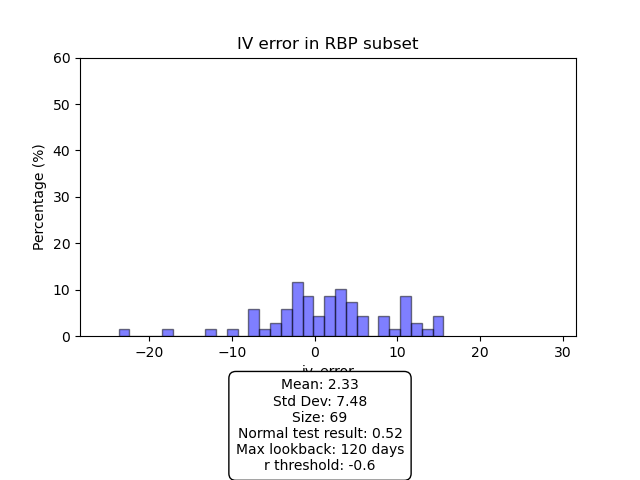 IV error in RBP subset
60
50
40
30
20
10
0
Percentage (%)
−20
−10
0
10
20
30
iv_error
Mean: 2.33
Std Dev: 7.48
Size: 69
Normal test result: 0.52
Max lookback: 120 days
r threshold: -0.6